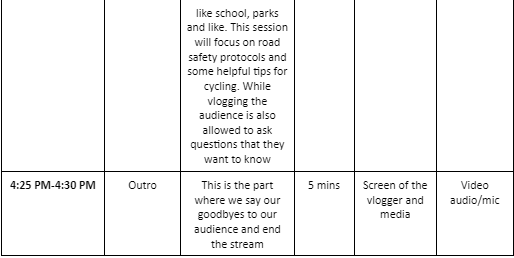 like school, parks
and like. This session
will focus on road
safety protocols and
some helpful tips for
cycling. While
vlogging the
audience is also
allowed to ask
questions that they
want to know
4:25 PM-4:30 PM
Outro
This is the part
where we say our
goodbyes to our
audience and end
the stream
5 mins
Screen of the
vlogger and
media
Video
audio/mic